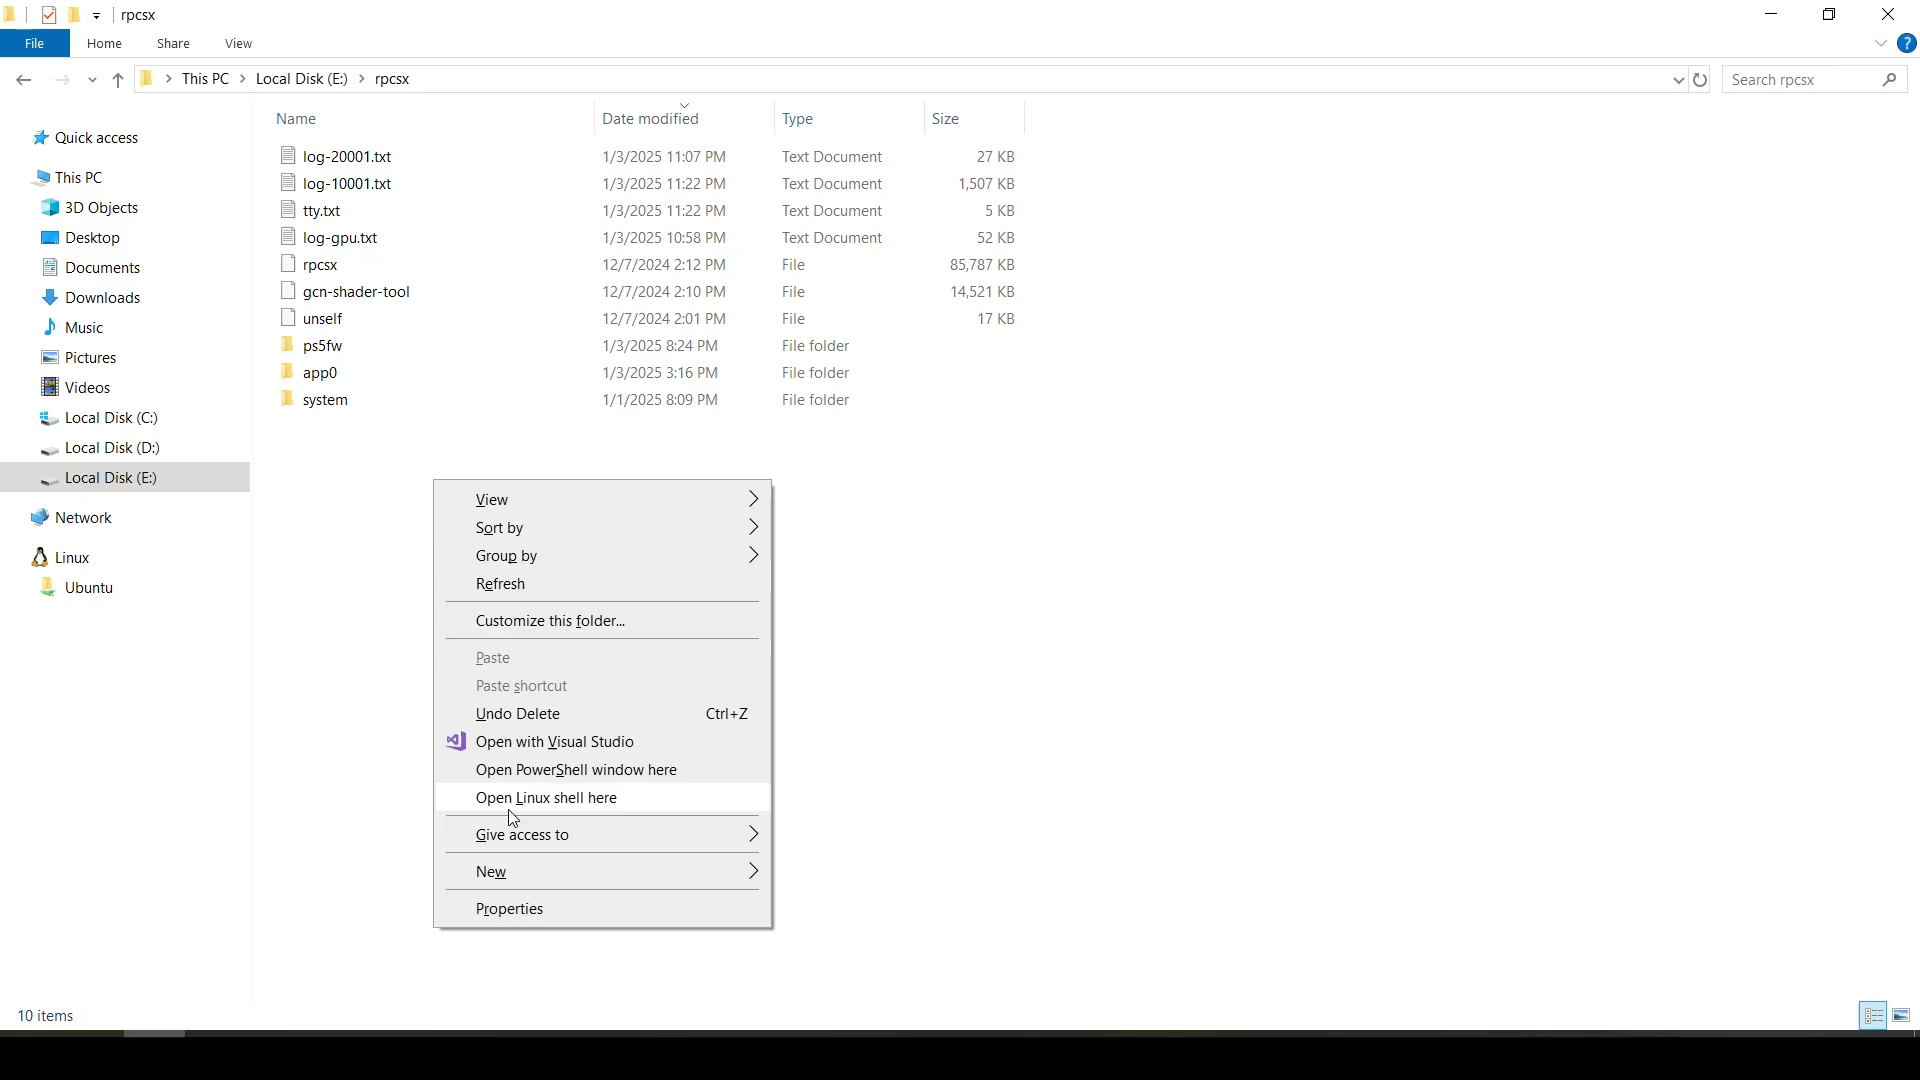 rpcsx
File Home Share View
This PC Local Disk (E:) rpcsx Search rpcsx
Name Date modified Type Size
Quick access
This PC
3D Objects
Desktop
Documents
Downloads
Music
Pictures
Videos
Local Disk (C:)
Local Disk (D:)
Local Disk (E:)
Network
Linux
Ubuntu
log-20001.txt 1/3/2025 11:07 PM Text Document 27 KB
log-10001.txt 1/3/2025 11:22 PM Text Document 1,507 KB
tty.txt 1/3/2025 11:22 PM Text Document 5 KB
log-gpu.txt 1/3/2025 10:58 PM Text Document 52 KB
rpcsx 12/7/2024 2:12 PM File 85,787 KB
gcn-shader-tool 12/7/2024 2:10 PM File 14,521 KB
unself 12/7/2024 2:01 PM File 17 KB
ps5fw 1/3/2025 8:24 PM File folder
app0 1/3/2025 3:16 PM File folder
system 1/1/2025 8:09 PM File folder
View
Sort by
Group by
Refresh
Customize this folder...
Paste
Paste shortcut
Undo Delete Ctrl+Z
Open with Visual Studio
Open PowerShell window here
Open Linux shell here
Give access to
New
Properties
10 items